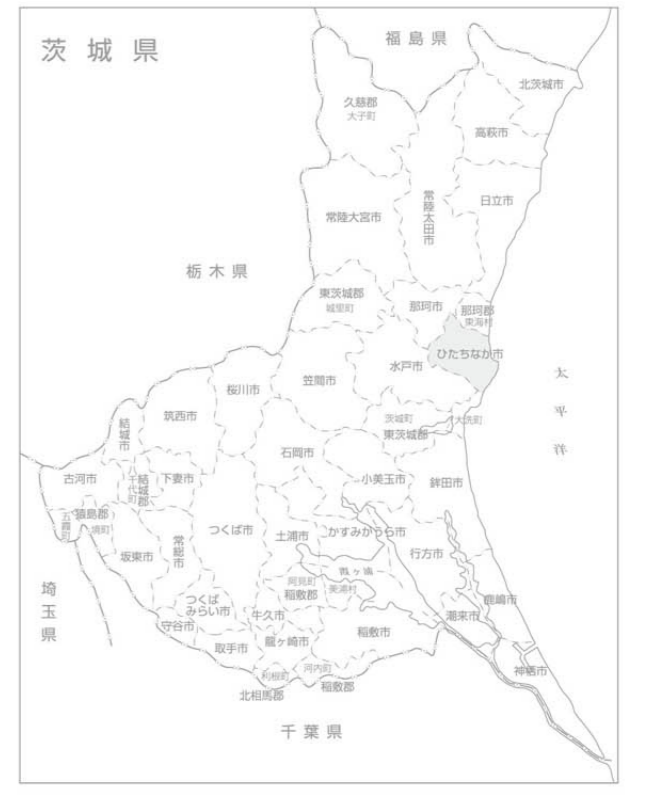 茨城県
福島県
北茨城市
久慈郡
大子町
高萩市
常陸太田市
日立市
常陸大宮市
栃木県
東茨城郡
城里町
那珂市
那珂郡
東海村
ひたちなか市
水戸市
笠間市
桜川市
太平洋
筑西市
茨城町
大洗町
東茨城郡
結城市
石岡市
小美玉市
鉾田市
古河市
結城郡
千代町
下妻市
猿島郡
五霞町
境町
つくば市
土浦市
かすみがうら市
常総市
坂東市
行方市
霞ヶ浦
阿見町
稲敷郡
美浦村
埼玉県
つくば
みらい市
牛久市
鹿嶋市
潮来市
守谷市
取手市
龍ヶ崎市
稲敷市
利根町
河内町
神栖市
北相馬郡
稲敷郡
千葉県